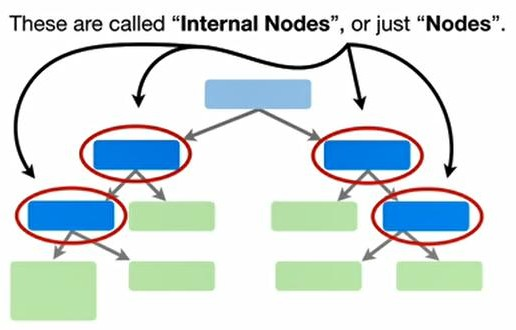 These are called “Internal Nodes”, or just “Nodes”.